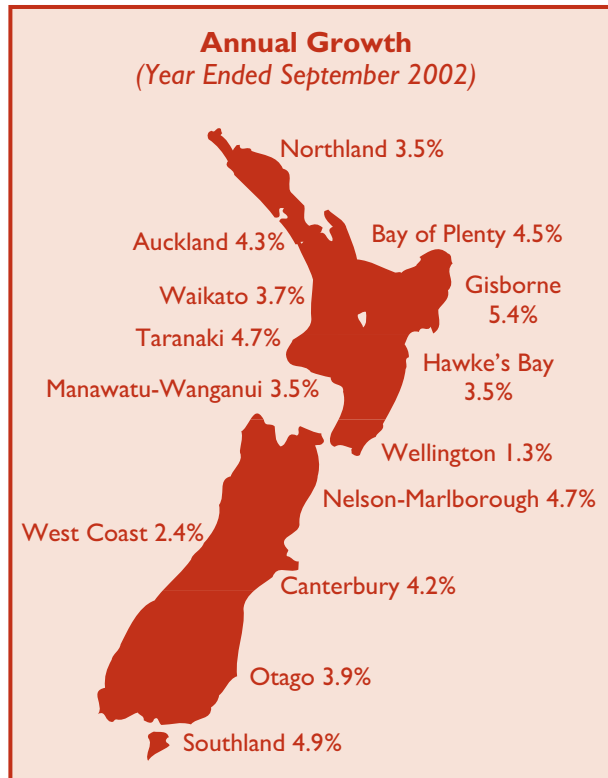 Annual Growth
(Year Ended September 2002)
Northland 3.5%
Auckland 4.3%
Bay of Plenty 4.5%
Waikato 3.7%
Gisborne
5.4%
Taranaki 4.7%
Hawke’s Bay
3.5%
Manawatu-Wanganui 3.5%
Wellington 1.3%
Nelson-Marlborough 4.7%
West Coast 2.4%
Canterbury 4.2%
Otago 3.9%
Southland 4.9%